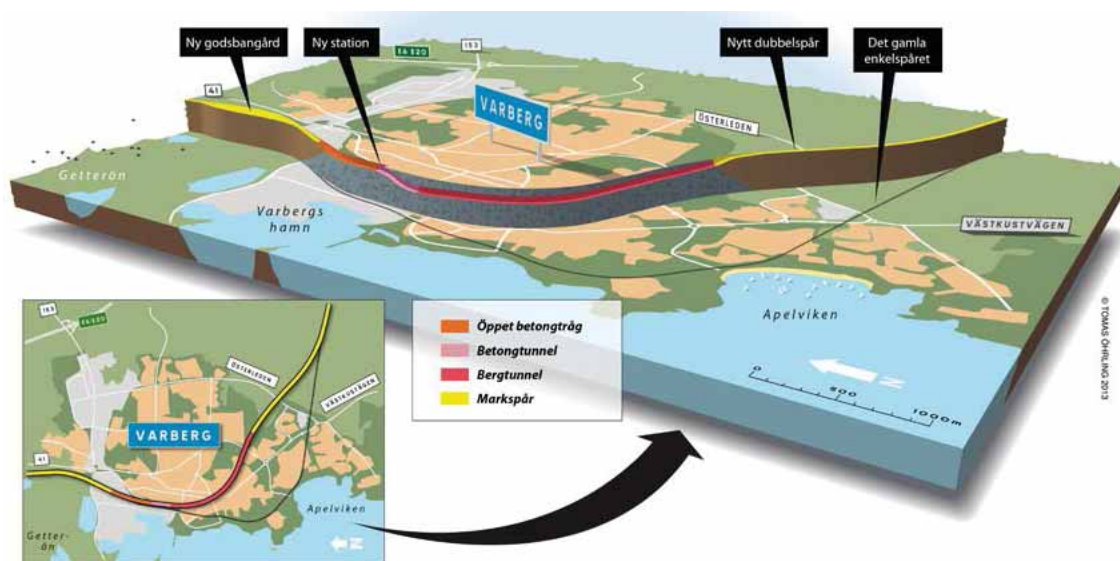 Ny godsbangård
Ny station
Nytt dubbelspår
Det gamla
enkelspåret
E6 E20
153
41
VARBERG
ÖSTERLEDEN
Getterön
Varbergs
hamn
VÄSTKUSTVÄGEN
Apelviken
N
0
500
1000m
© TOMAS ÖHRLING 2013
Öppet betongtråg
Betongtunnel
Bergtunnel
Markspår
153
E6 E20
ÖSTERLEDEN
VÄSTKUSTVÄGEN
VARBERG
41
Apelviken
Getter-
ön
N